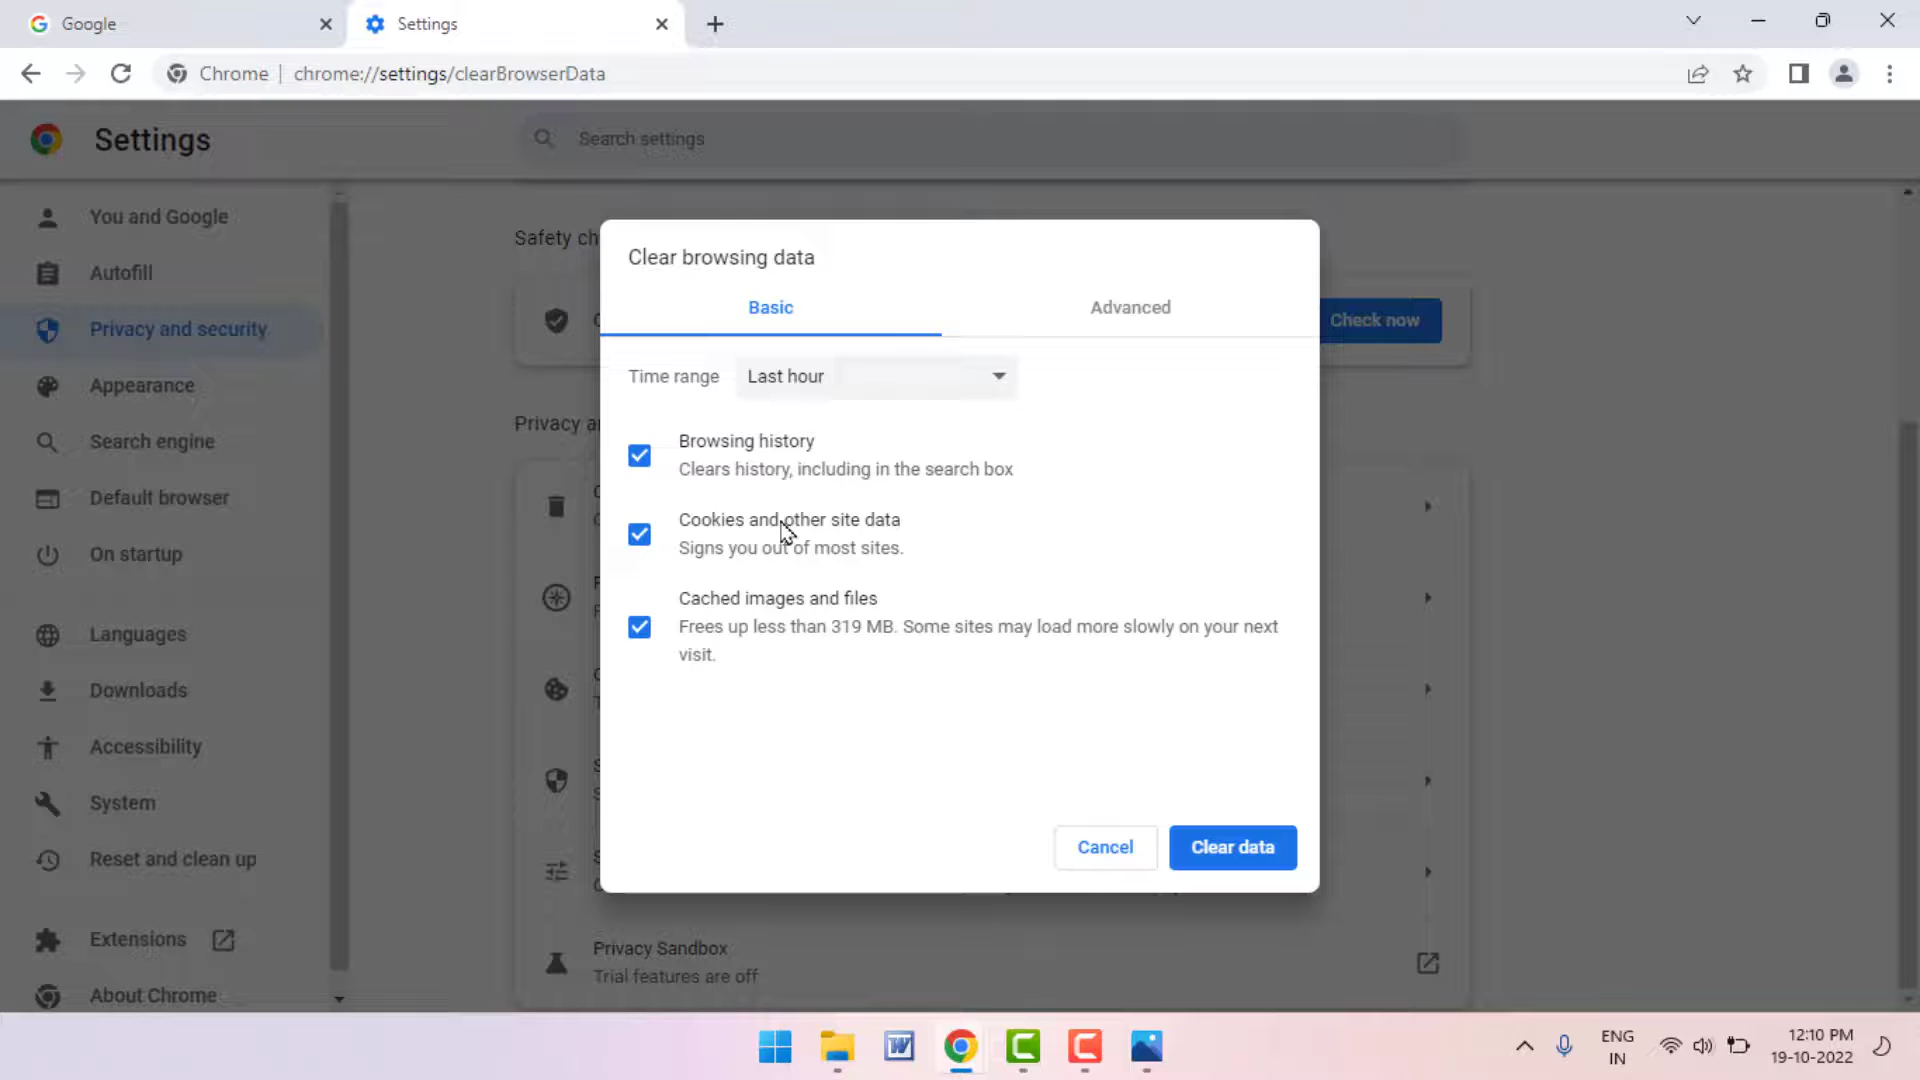 Google
Settings
Chrome | chrome://settings/clearBrowserData
Settings
Search settings
You and Google
Autofill
Privacy and security
Appearance
Search engine
Default browser
On startup
Languages
Downloads
Accessibility
System
Reset and clean up
Extensions
About Chrome
Safety ch
Check now
Privacy a
Clear browsing data
Basic
Advanced
Time range
Last hour
Browsing history
Clears history, including in the search box
Cookies and other site data
Signs you out of most sites.
Cached images and files
Frees up less than 319 MB. Some sites may load more slowly on your next
visit.
Cancel
Clear data
Privacy Sandbox
Trial features are off
ENG
IN
12:10 PM
19-10-2022